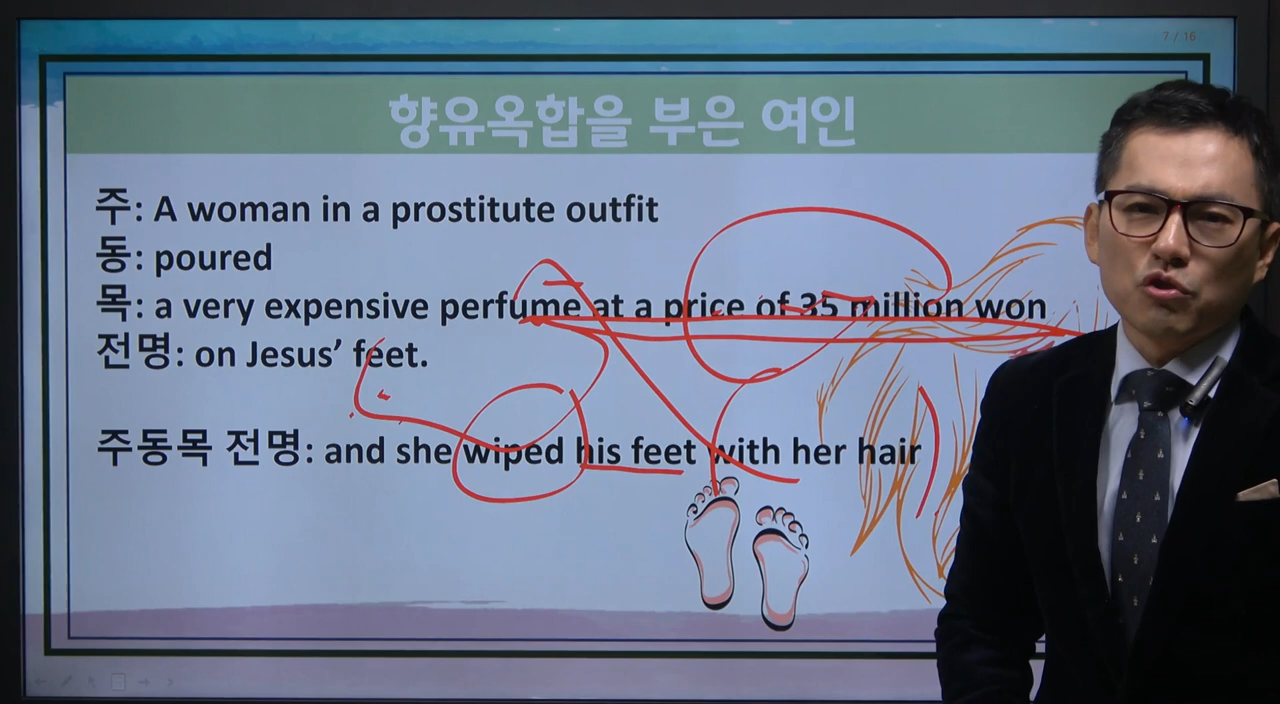 7 / 16
향유옥합을 부은 여인
주: A woman in a prostitute outfit
동: poured
목: a very expensive perfume at a price of 35 million won
전명: on Jesus’ feet.
주동목 전명: and she wiped his feet with her hair